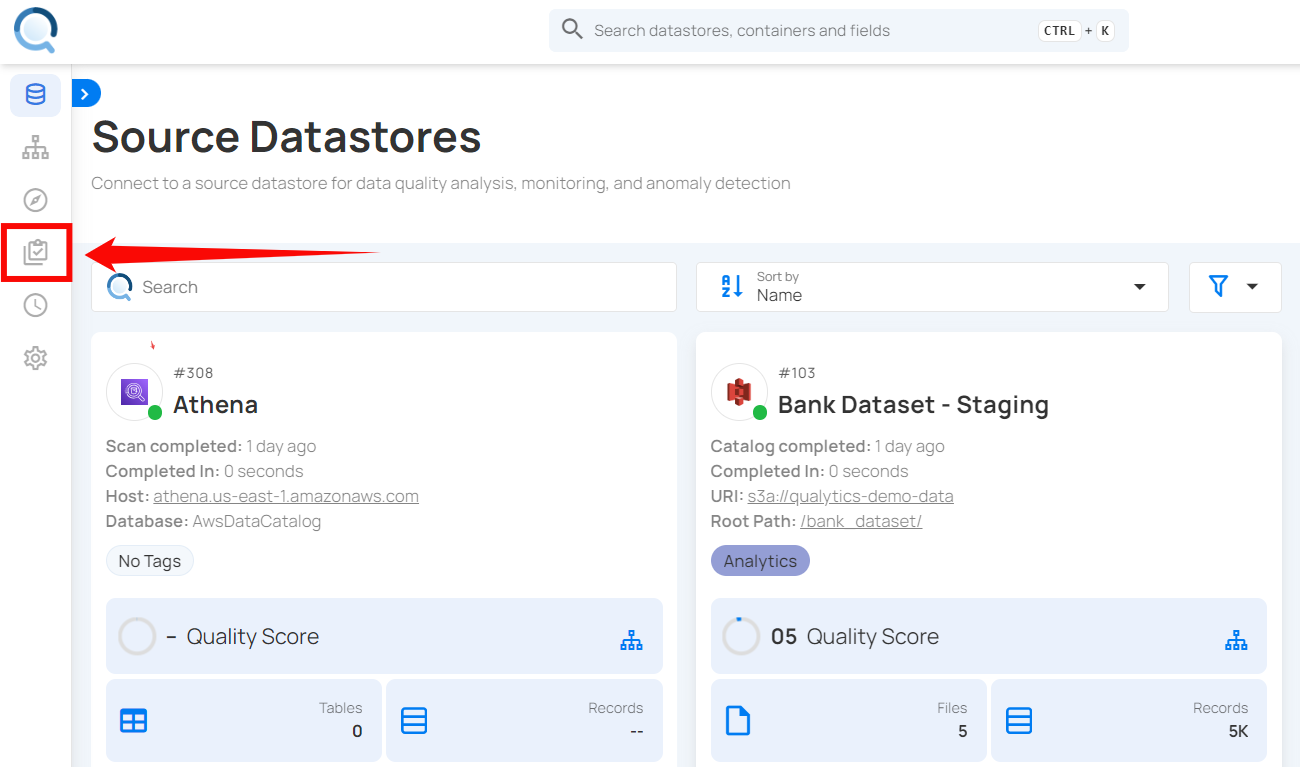 Search datastores, containers and fields
CTRL + K
Source Datastores
Connect to a source datastore for data quality analysis, monitoring, and anomaly detection
Search
A
Z
Sort by
Name
#308
Athena
Scan completed: 1 day ago
Completed In: 0 seconds
Host: athena.us-east-1.amazonaws.com
Database: AwsDataCatalog
No Tags
– Quality Score
Tables
0
Records
--
#103
Bank Dataset - Staging
Catalog completed: 1 day ago
Completed In: 0 seconds
URI: s3a://qualytics-demo-data
Root Path: /bank_dataset/
Analytics
05 Quality Score
Files
5
Records
5K